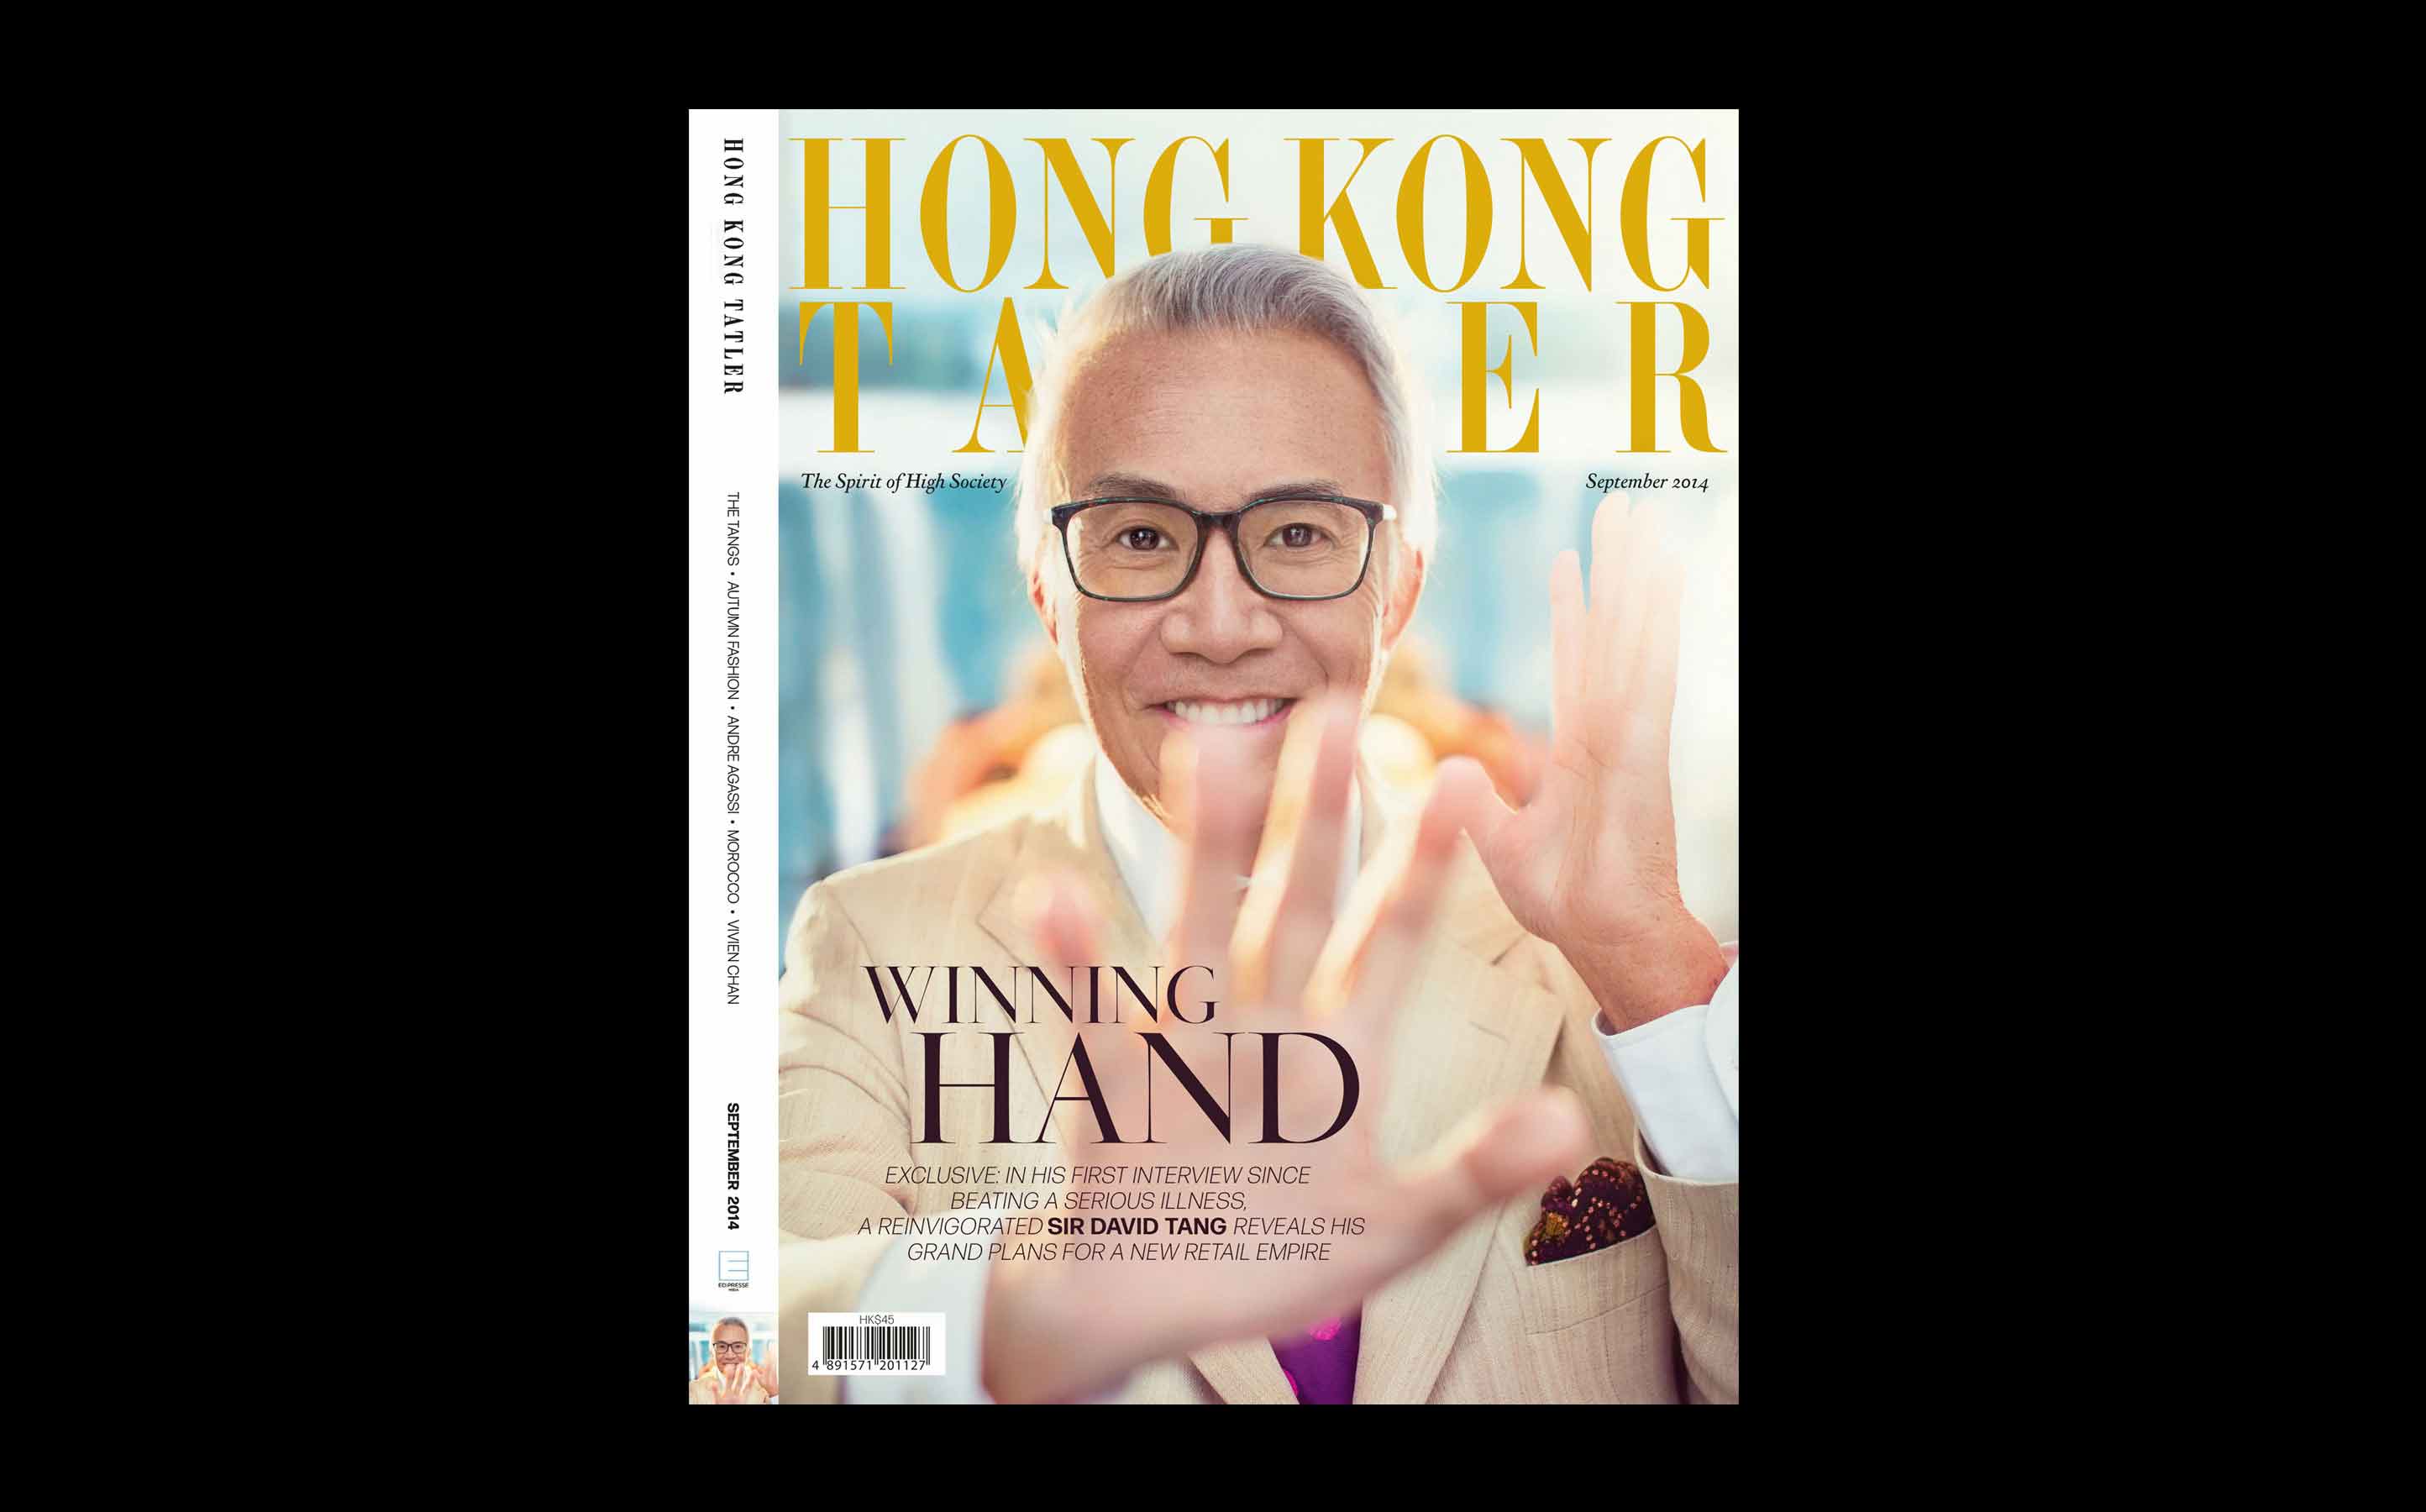 HONG KONG TATLER
THE TANGS • AUTUMN FASHION • ANDRE AGASSI • MOROCCO • VIVIEN CHAN
SEPTEMBER 2014
EDIPRESSE
HONG KONG
TA ER
The Spirit of High Society
September 2014
WINNING
HAND
EXCLUSIVE: IN HIS FIRST INTERVIEW SINCE
BEATING A SERIOUS ILLNESS,
A REINVIGORATED SIR DAVID TANG REVEALS HIS
GRAND PLANS FOR A NEW RETAIL EMPIRE
HK$45
4 891571 201127